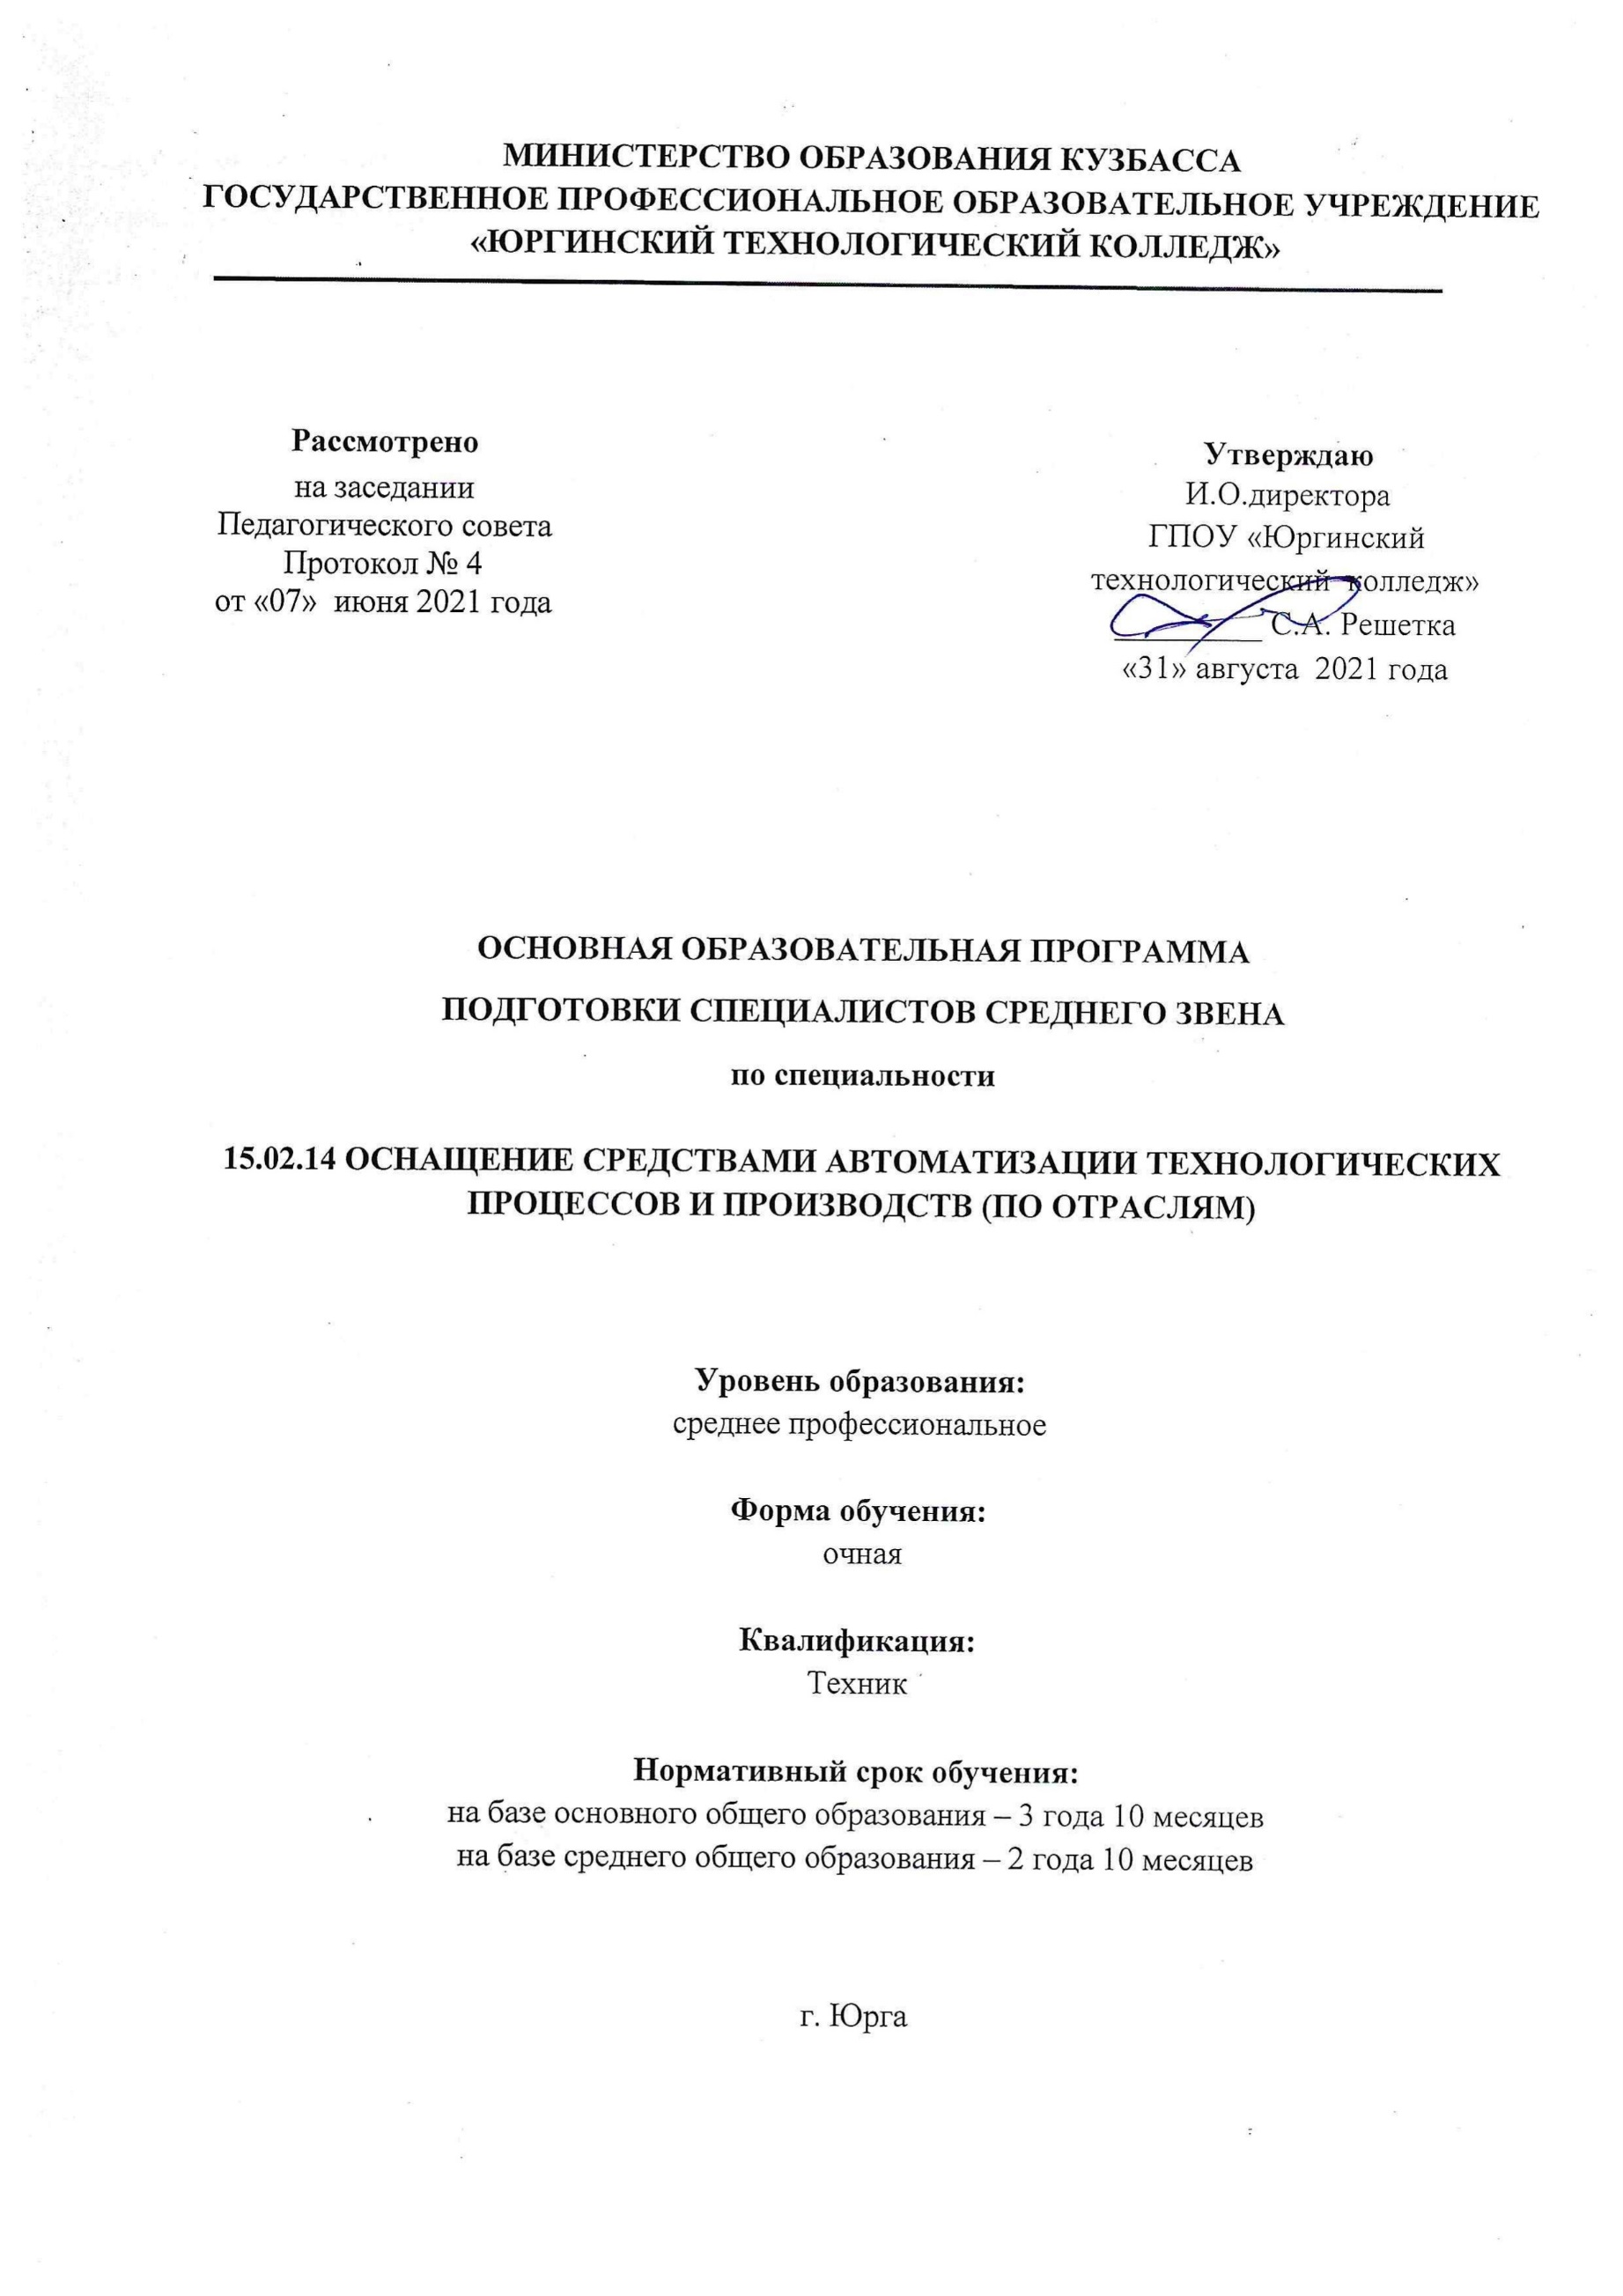 МИНИСТЕРСТВО ОБРАЗОВАНИЯ КУЗБАССА
ГОСУДАРСТВЕННОЕ ПРОФЕССИОНАЛЬНОЕ ОБРАЗОВАТЕЛЬНОЕ УЧРЕЖДЕНИЕ
«ЮРГИНСКИЙ ТЕХНОЛОГИЧЕСКИЙ КОЛЛЕДЖ»
Рассмотрено
на заседании
Педагогического совета
Протокол № 4
от «07» июня 2021 года
Утверждаю
И.О.директора
ГПОУ «Юргинский
технологический колледж»
С.А. Решетка
«31» августа 2021 года
ОСНОВНАЯ ОБРАЗОВАТЕЛЬНАЯ ПРОГРАММА
ПОДГОТОВКИ СПЕЦИАЛИСТОВ СРЕДНЕГО ЗВЕНА
по специальности
15.02.14 ОСНАЩЕНИЕ СРЕДСТВАМИ АВТОМАТИЗАЦИИ ТЕХНОЛОГИЧЕСКИХ
ПРОЦЕССОВ И ПРОИЗВОДСТВ (ПО ОТРАСЛЯМ)
Уровень образования:
среднее профессиональное
Форма обучения:
очная
Квалификация:
Техник
Нормативный срок обучения:
на базе основного общего образования – 3 года 10 месяцев
на базе среднего общего образования – 2 года 10 месяцев
г. Юрга